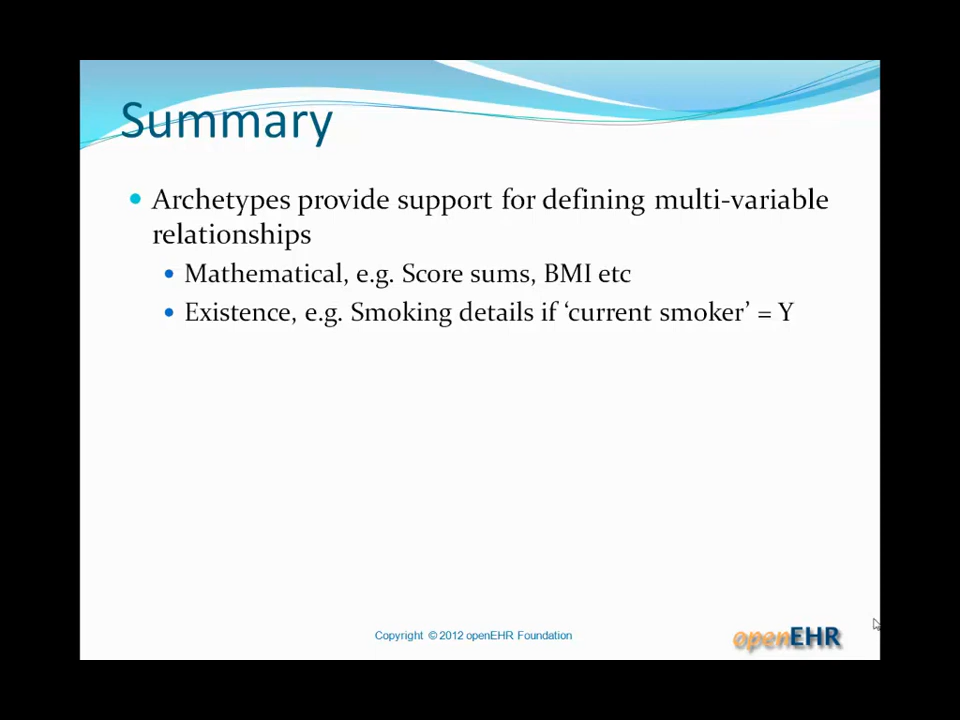 Summary
• Archetypes provide support for defining multi-variable
relationships
• Mathematical, e.g. Score sums, BMI etc
• Existence, e.g. Smoking details if ‘current smoker’ = Y
Copyright © 2012 openEHR Foundation
openEHR